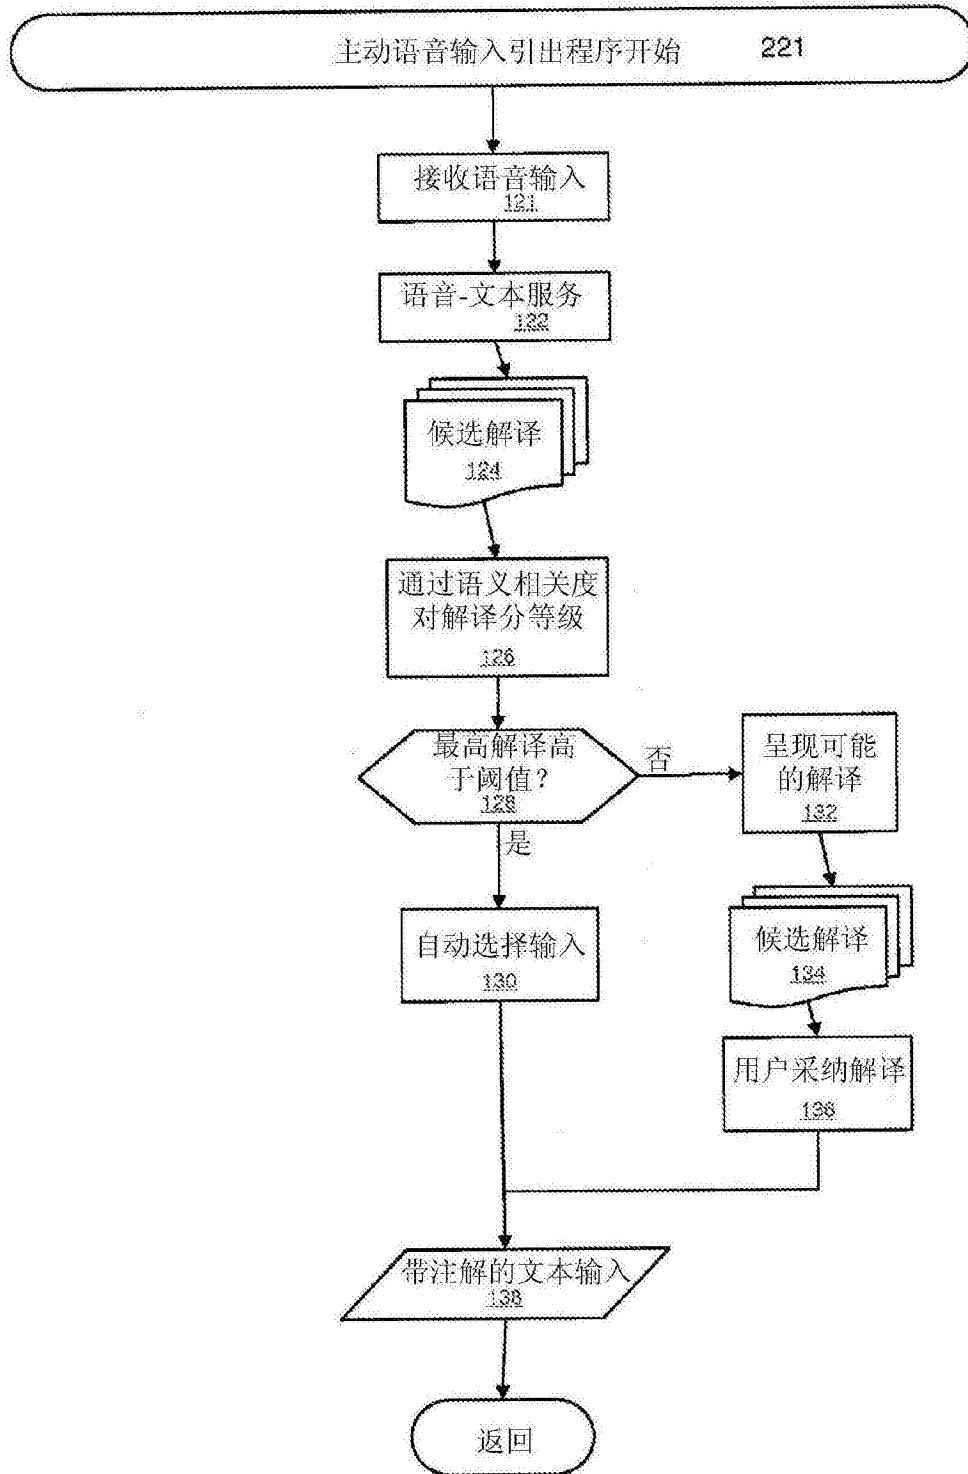 主动语音输入引出程序开始 221
接收语音输入
121
语音-文本服务
122
候选解译
124
通过语义相关度
对解译分等级
126
最高解译高
于阈值?
128
否
是
呈现可能
的解译
132
自动选择输入
130
候选解译
134
用户采纳解译
136
带注解的文本输入
138
返回